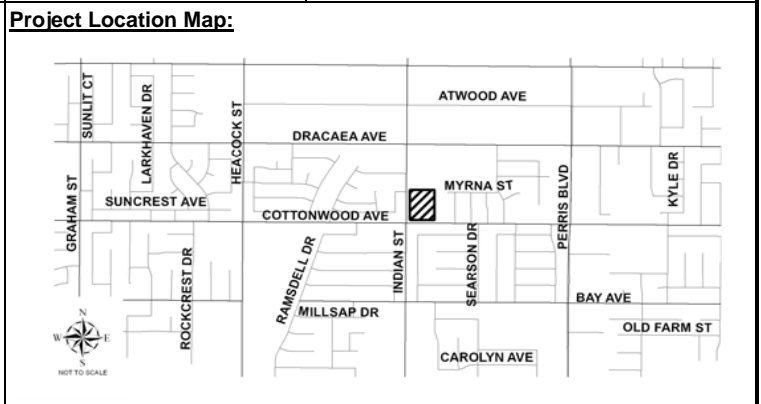 Project Location Map:
SUNLIT CT
LARKHAVEN DR
HEACOCK ST
ATWOOD AVE
DRACAEA AVE
GRAHAM ST
SUNCREST AVE
COTTONWOOD AVE
MYRNA ST
PERRIS BLVD
KYLE DR
ROCKCREST DR
RAMSDELL DR
INDIAN ST
SEARSON DR
MILLSAP DR
BAY AVE
OLD FARM ST
CAROLYN AVE
N
W E
S
NOT TO SCALE